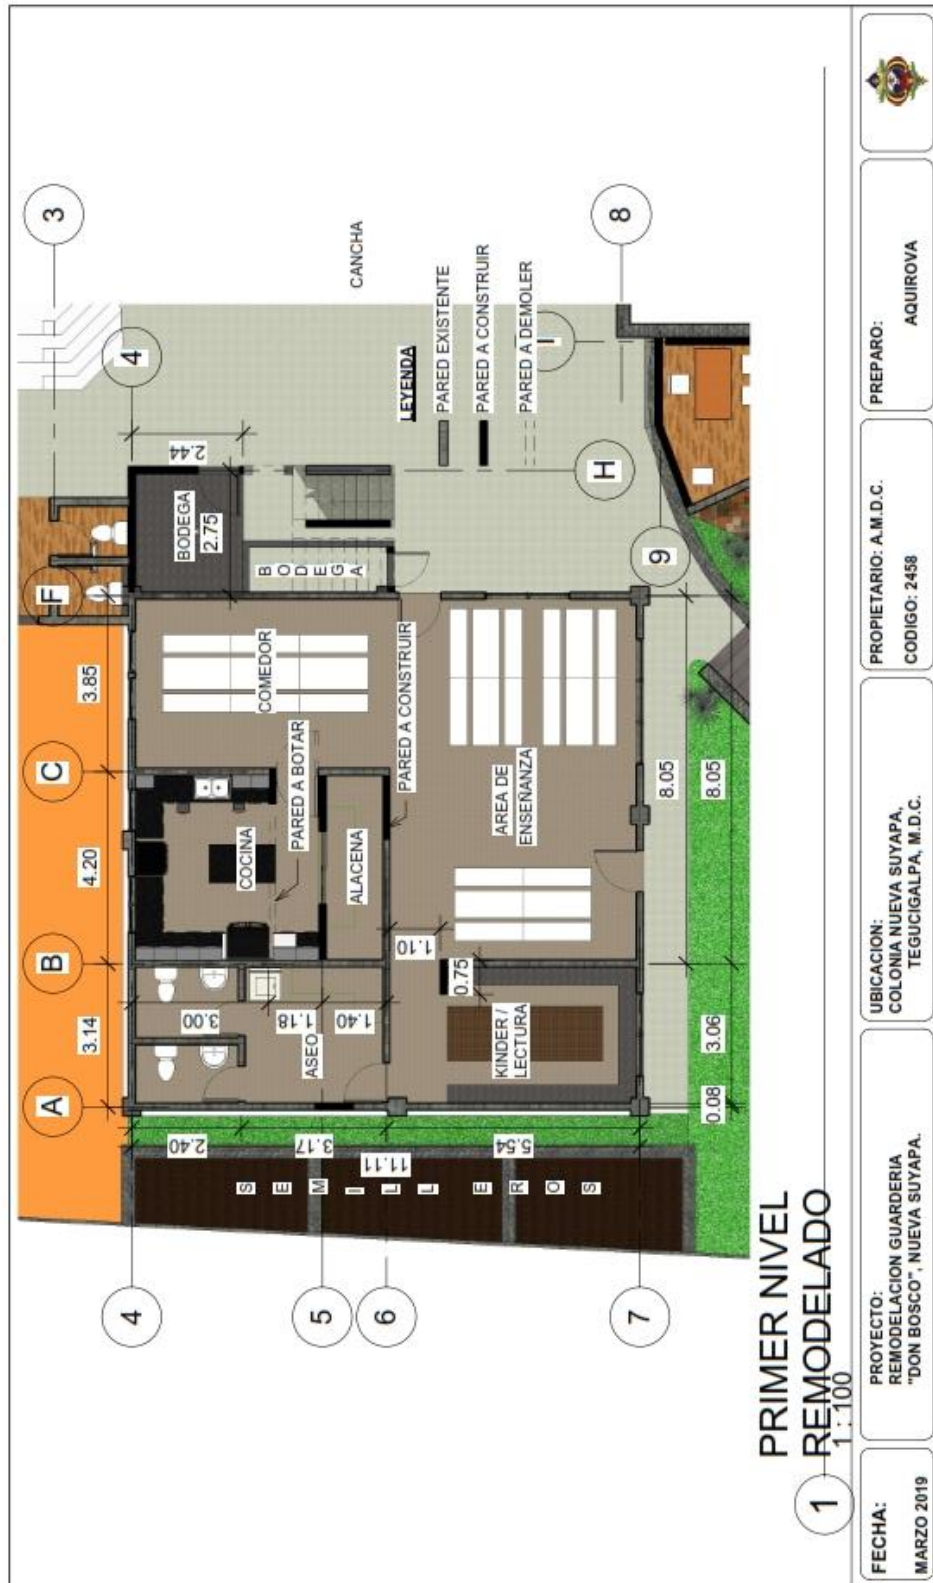 3
4
F
C
B
A
3.85
4.20
3.14
2.44
BODEGA
2.75
BODEGA
CANCHA
LEYENDA
PARED EXISTENTE
PARED A CONSTRUIR
PARED A DEMOLER
H
8
9
COMEDOR
PARED A BOTAR
PARED A CONSTRUIR
COCINA
ALACENA
AREA DE
ENSEÑANZA
1.10
0.75
3.00
1.18
1.40
ASEO
KINDER /
LECTURA
8.05
8.05
3.06
0.08
2.40
3.17
5.54
11.11
SEMILLEROS
4
5
6
7
1
PRIMER NIVEL
REMODELADO
1 : 100
FECHA:
MARZO 2019
PROYECTO:
REMODELACION GUARDERIA
"DON BOSCO", NUEVA SUYAPA.
UBICACION:
COLONIA NUEVA SUYAPA,
TEGUCIGALPA, M.D.C.
PROPIETARIO: A.M.D.C.
CODIGO: 2458
PREPARO:
AQUIROVA